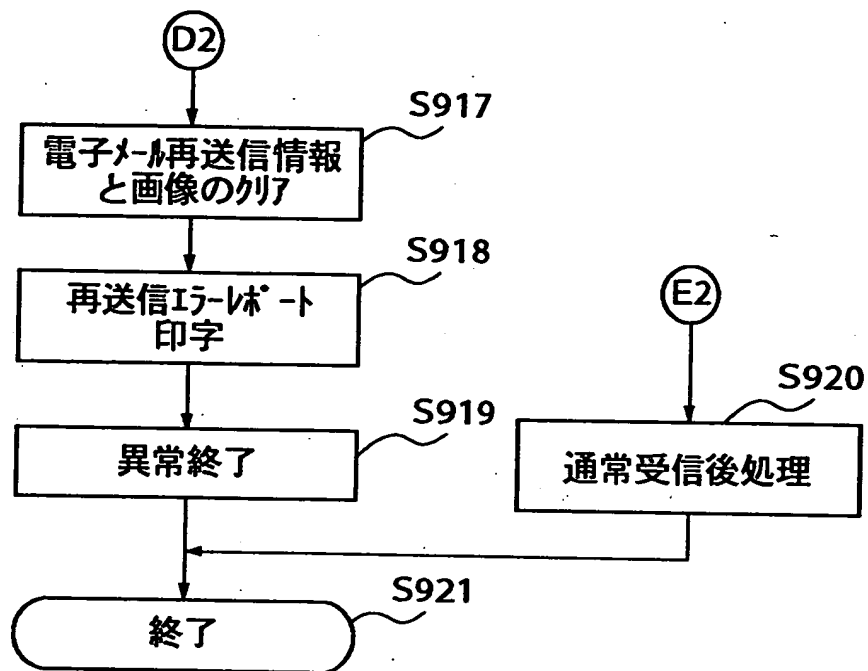 D2
S917
電子ﾒｰﾙ再送信情報
と画像のｸﾘｱ
S918
再送信ｴﾗｰﾚﾎﾟｰﾄ
印字
E2
S919
異常終了
S920
通常受信後処理
S921
終了